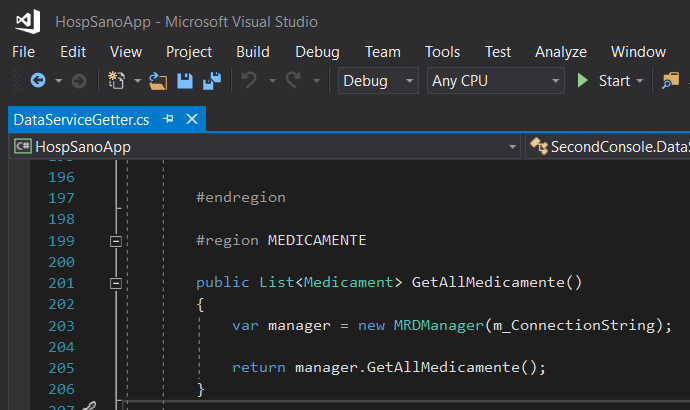 HospSanoApp - Microsoft Visual Studio
File Edit View Project Build Debug Team Tools Test Analyze Window
Debug Any CPU Start
DataServiceGetter.cs
C# HospSanoApp SecondConsole.DataS
196
197 #endregion
198
199 #region MEDICAMENTE
200
201 public List<Medicament> GetAllMedicamente()
202 {
203 var manager = new MRDManager(m_ConnectionString);
204
205 return manager.GetAllMedicamente();
206 }
207